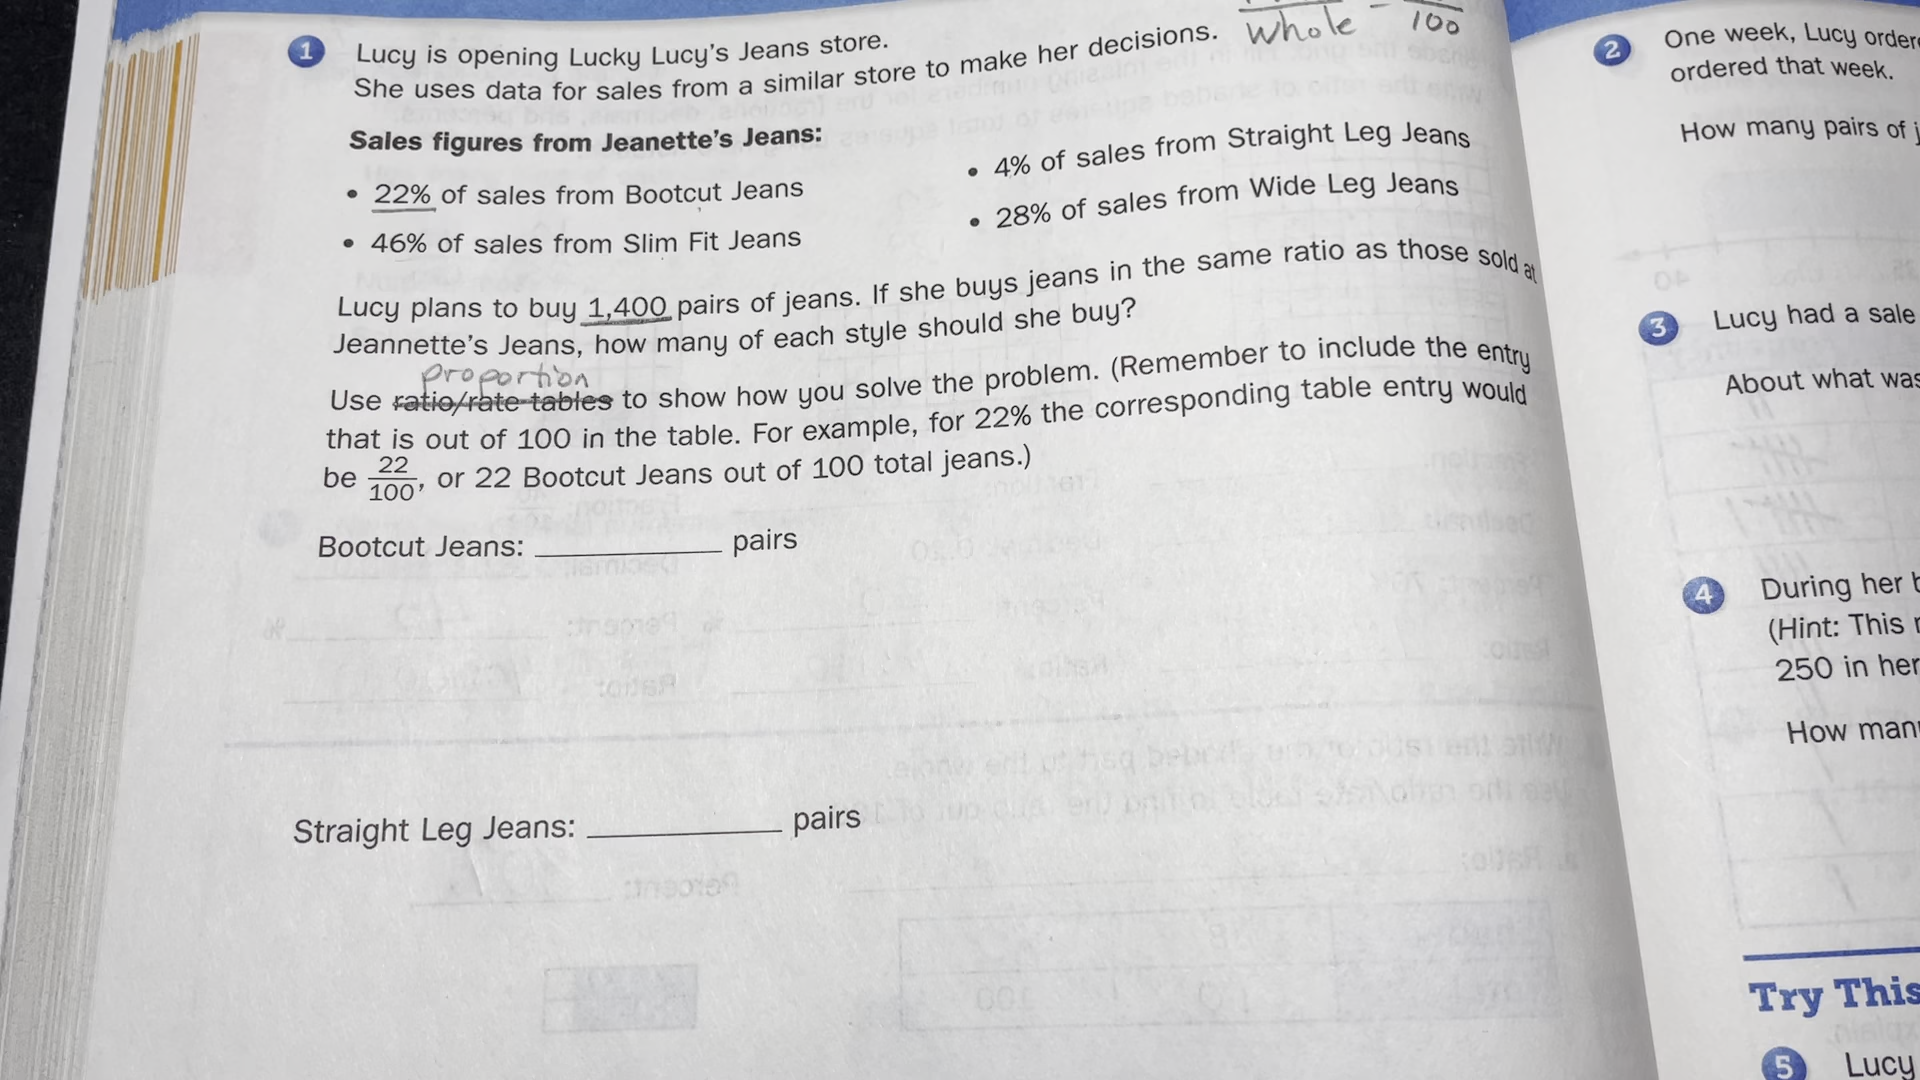 whole 100
1 Lucy is opening Lucky Lucy's Jeans store.
She uses data for sales from a similar store to make her decisions.
Sales figures from Jeanette's Jeans:
• 22% of sales from Bootcut Jeans
• 46% of sales from Slim Fit Jeans
• 4% of sales from Straight Leg Jeans
• 28% of sales from Wide Leg Jeans
Lucy plans to buy 1,400 pairs of jeans. If she buys jeans in the same ratio as those sold at
Jeannette's Jeans, how many of each style should she buy?
proportion
Use ratio/rate tables to show how you solve the problem. (Remember to include the entry
that is out of 100 in the table. For example, for 22% the corresponding table entry would
be 22/100, or 22 Bootcut Jeans out of 100 total jeans.)
Bootcut Jeans: pairs
Straight Leg Jeans: pairs
2 One week, Lucy
ordered that week.
How many pairs of
3 Lucy had a sale
About what
4 During her
(Hint: This
250 in her
How
Try This
5 Lucy